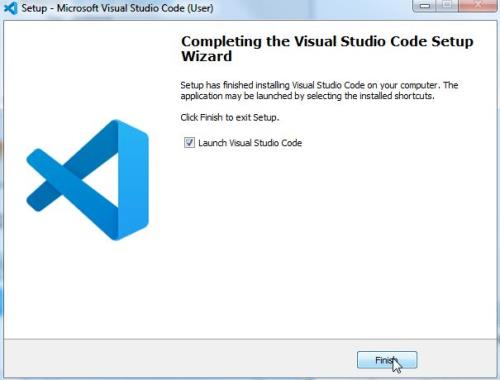 Setup - Microsoft Visual Studio Code (User)
Completing the Visual Studio Code Setup
Wizard
Setup has finished installing Visual Studio Code on your computer. The
application may be launched by selecting the installed shortcuts.
Click Finish to exit Setup.
Launch Visual Studio Code
Finish